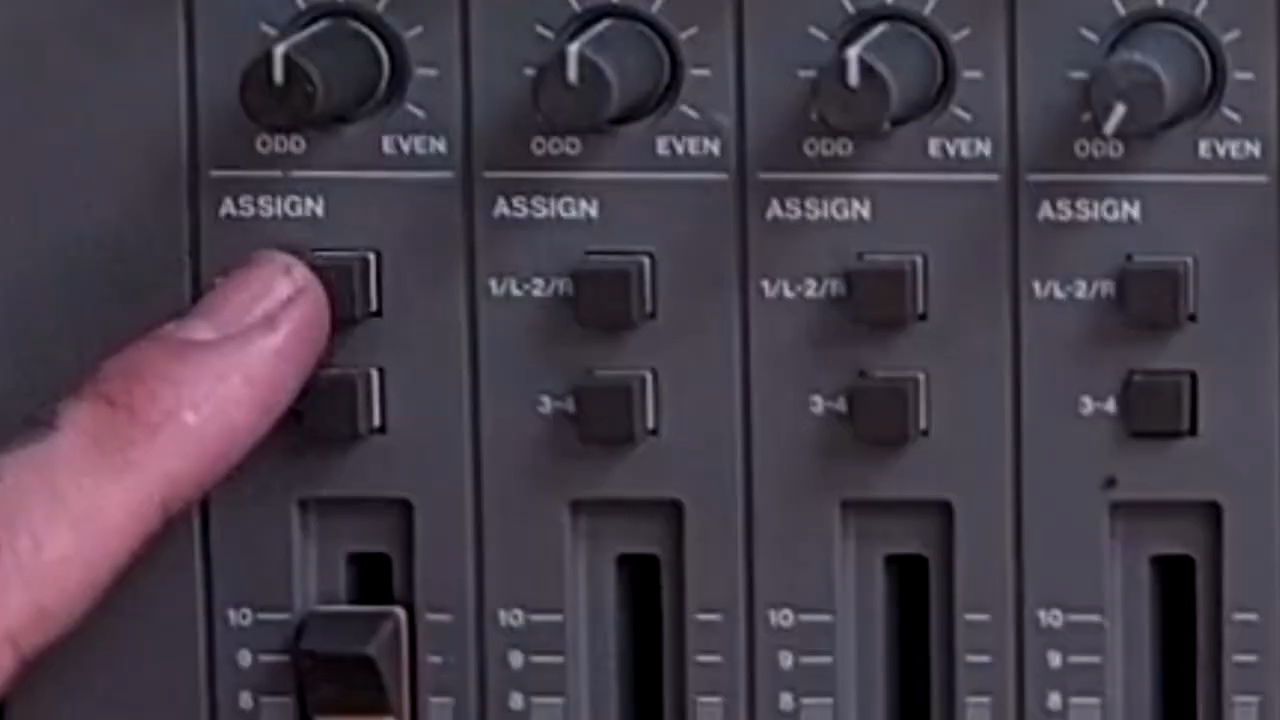 ODD EVEN ODD EVEN ODD EVEN ODD EVEN
ASSIGN ASSIGN ASSIGN ASSIGN
1/L-2/R 1/L-2/R 1/L-2/R
3-4 3-4 3-4
10 10 10 10
9 9 9 9
8 8 8 8